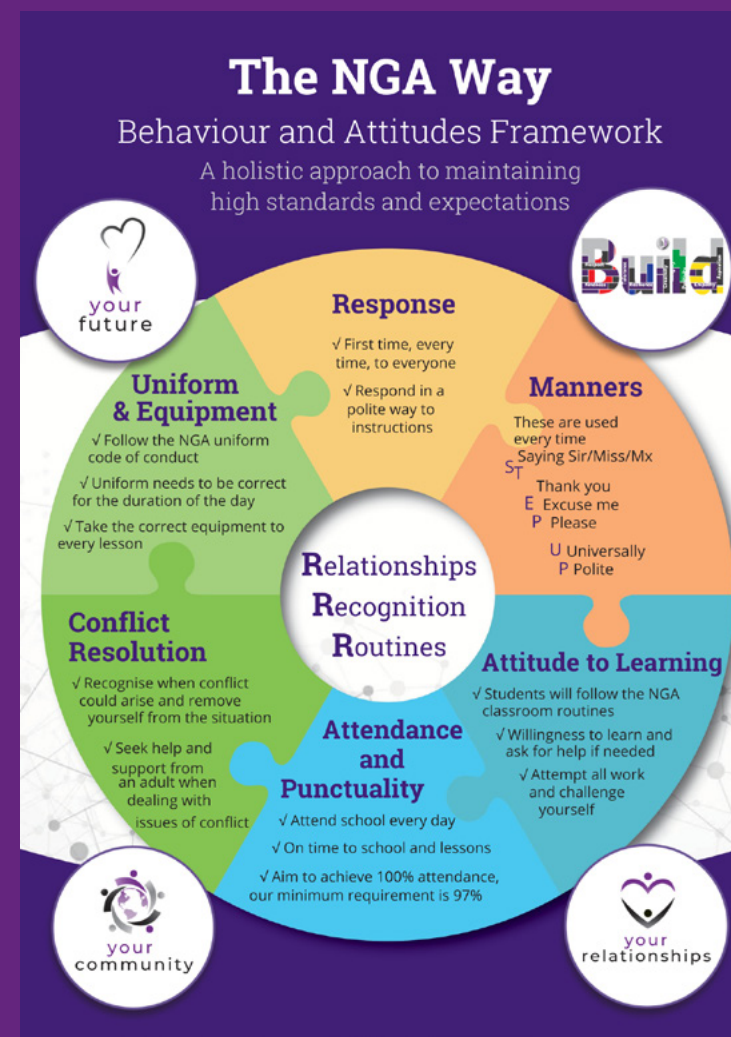 The NGA Way
Behaviour and Attitudes Framework
A holistic approach to maintaining
high standards and expectations
your
future
Build
Response
√ First time, every
time, to everyone
√ Respond in a
polite way to
instructions
Manners
These are used
every time
S Saying Sir/Miss/Mx
T Thank you
E Excuse me
P Please
U Universally
P Polite
Attitude to Learning
√ Students will follow the NGA
classroom routines
√ Willingness to learn and
ask for help if needed
√ Attempt all work
and challenge
yourself
Attendance
and
Punctuality
√ Attend school every day
√ On time to school and lessons
√ Aim to achieve 100% attendance,
our minimum requirement is 97%
Conflict
Resolution
√ Recognise when conflict
could arise and remove
yourself from the situation
√ Seek help and
support from
an adult when
dealing with
issues of conflict
Uniform
& Equipment
√ Follow the NGA uniform
code of conduct
√ Uniform needs to be correct
for the duration of the day
√ Take the correct equipment to
every lesson
Relationships
Recognition
Routines
your
community
your
relationships